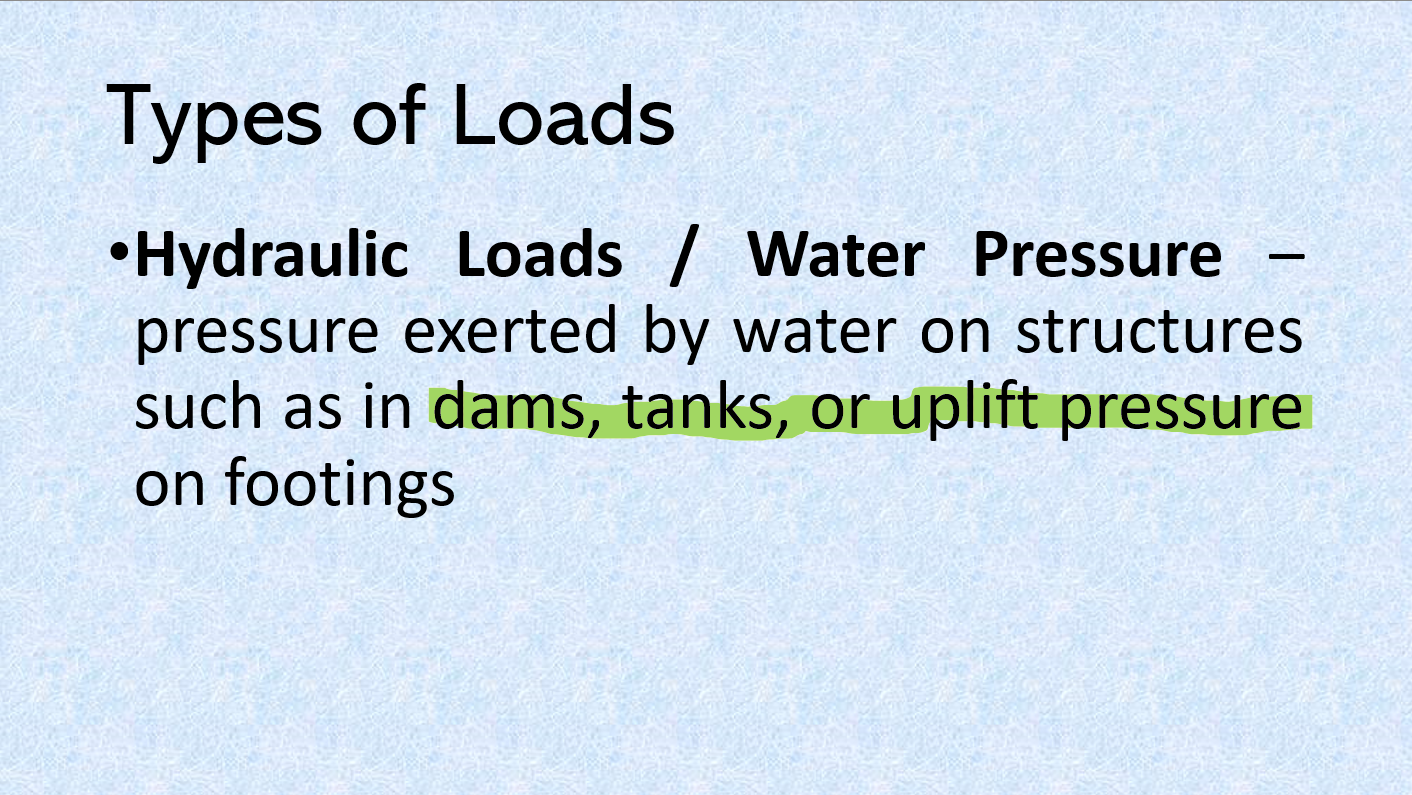 Types of Loads
•Hydraulic Loads / Water Pressure –
pressure exerted by water on structures
such as in dams, tanks, or uplift pressure
on footings